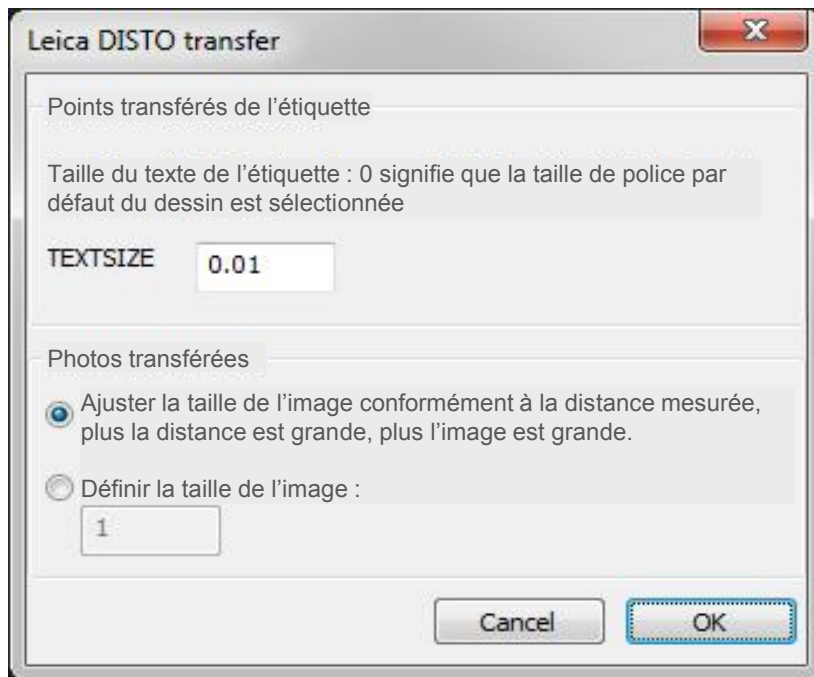 Leica DISTO transfer
Points transférés de l’étiquette
Taille du texte de l’étiquette : 0 signifie que la taille de police par
défaut du dessin est sélectionnée
TEXTSIZE 0.01
Photos transférées
Ajuster la taille de l’image conformément à la distance mesurée,
plus la distance est grande, plus l’image est grande.
Définir la taille de l’image :
1
Cancel OK